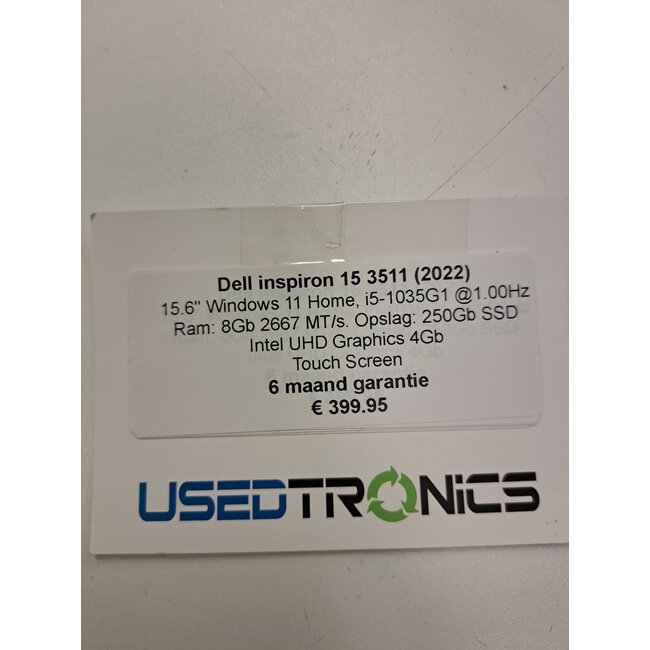 Dell inspiron 15 3511 (2022)
15.6" Windows 11 Home, i5-1035G1 @1.00Hz
Ram: 8Gb 2667 MT/s. Opslag: 250Gb SSD
Intel UHD Graphics 4Gb
Touch Screen
6 maand garantie
€ 399.95
USEDTRONiCS